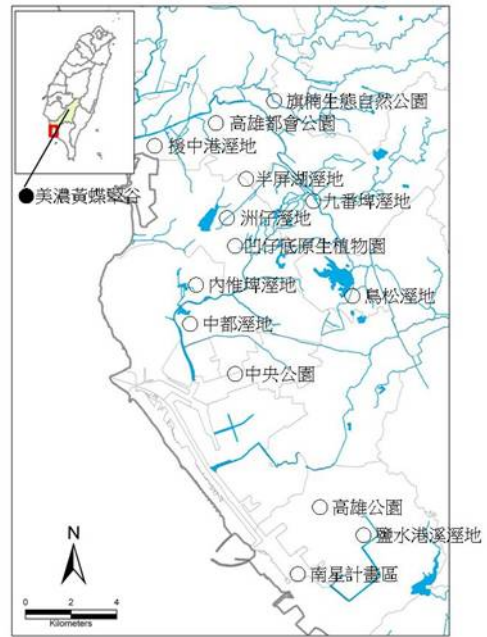 旗楠生態自然公園
高雄都會公園
援中港溼地
美濃黃蝶翠谷
半屏湖溼地
九番埤溼地
洲仔溼地
凹仔底原生植物園
內惟埤溼地
鳥松溼地
中都溼地
中央公園
高雄公園
鹽水港溪溼地
南星計畫區
N
0 2 4
Kilometers